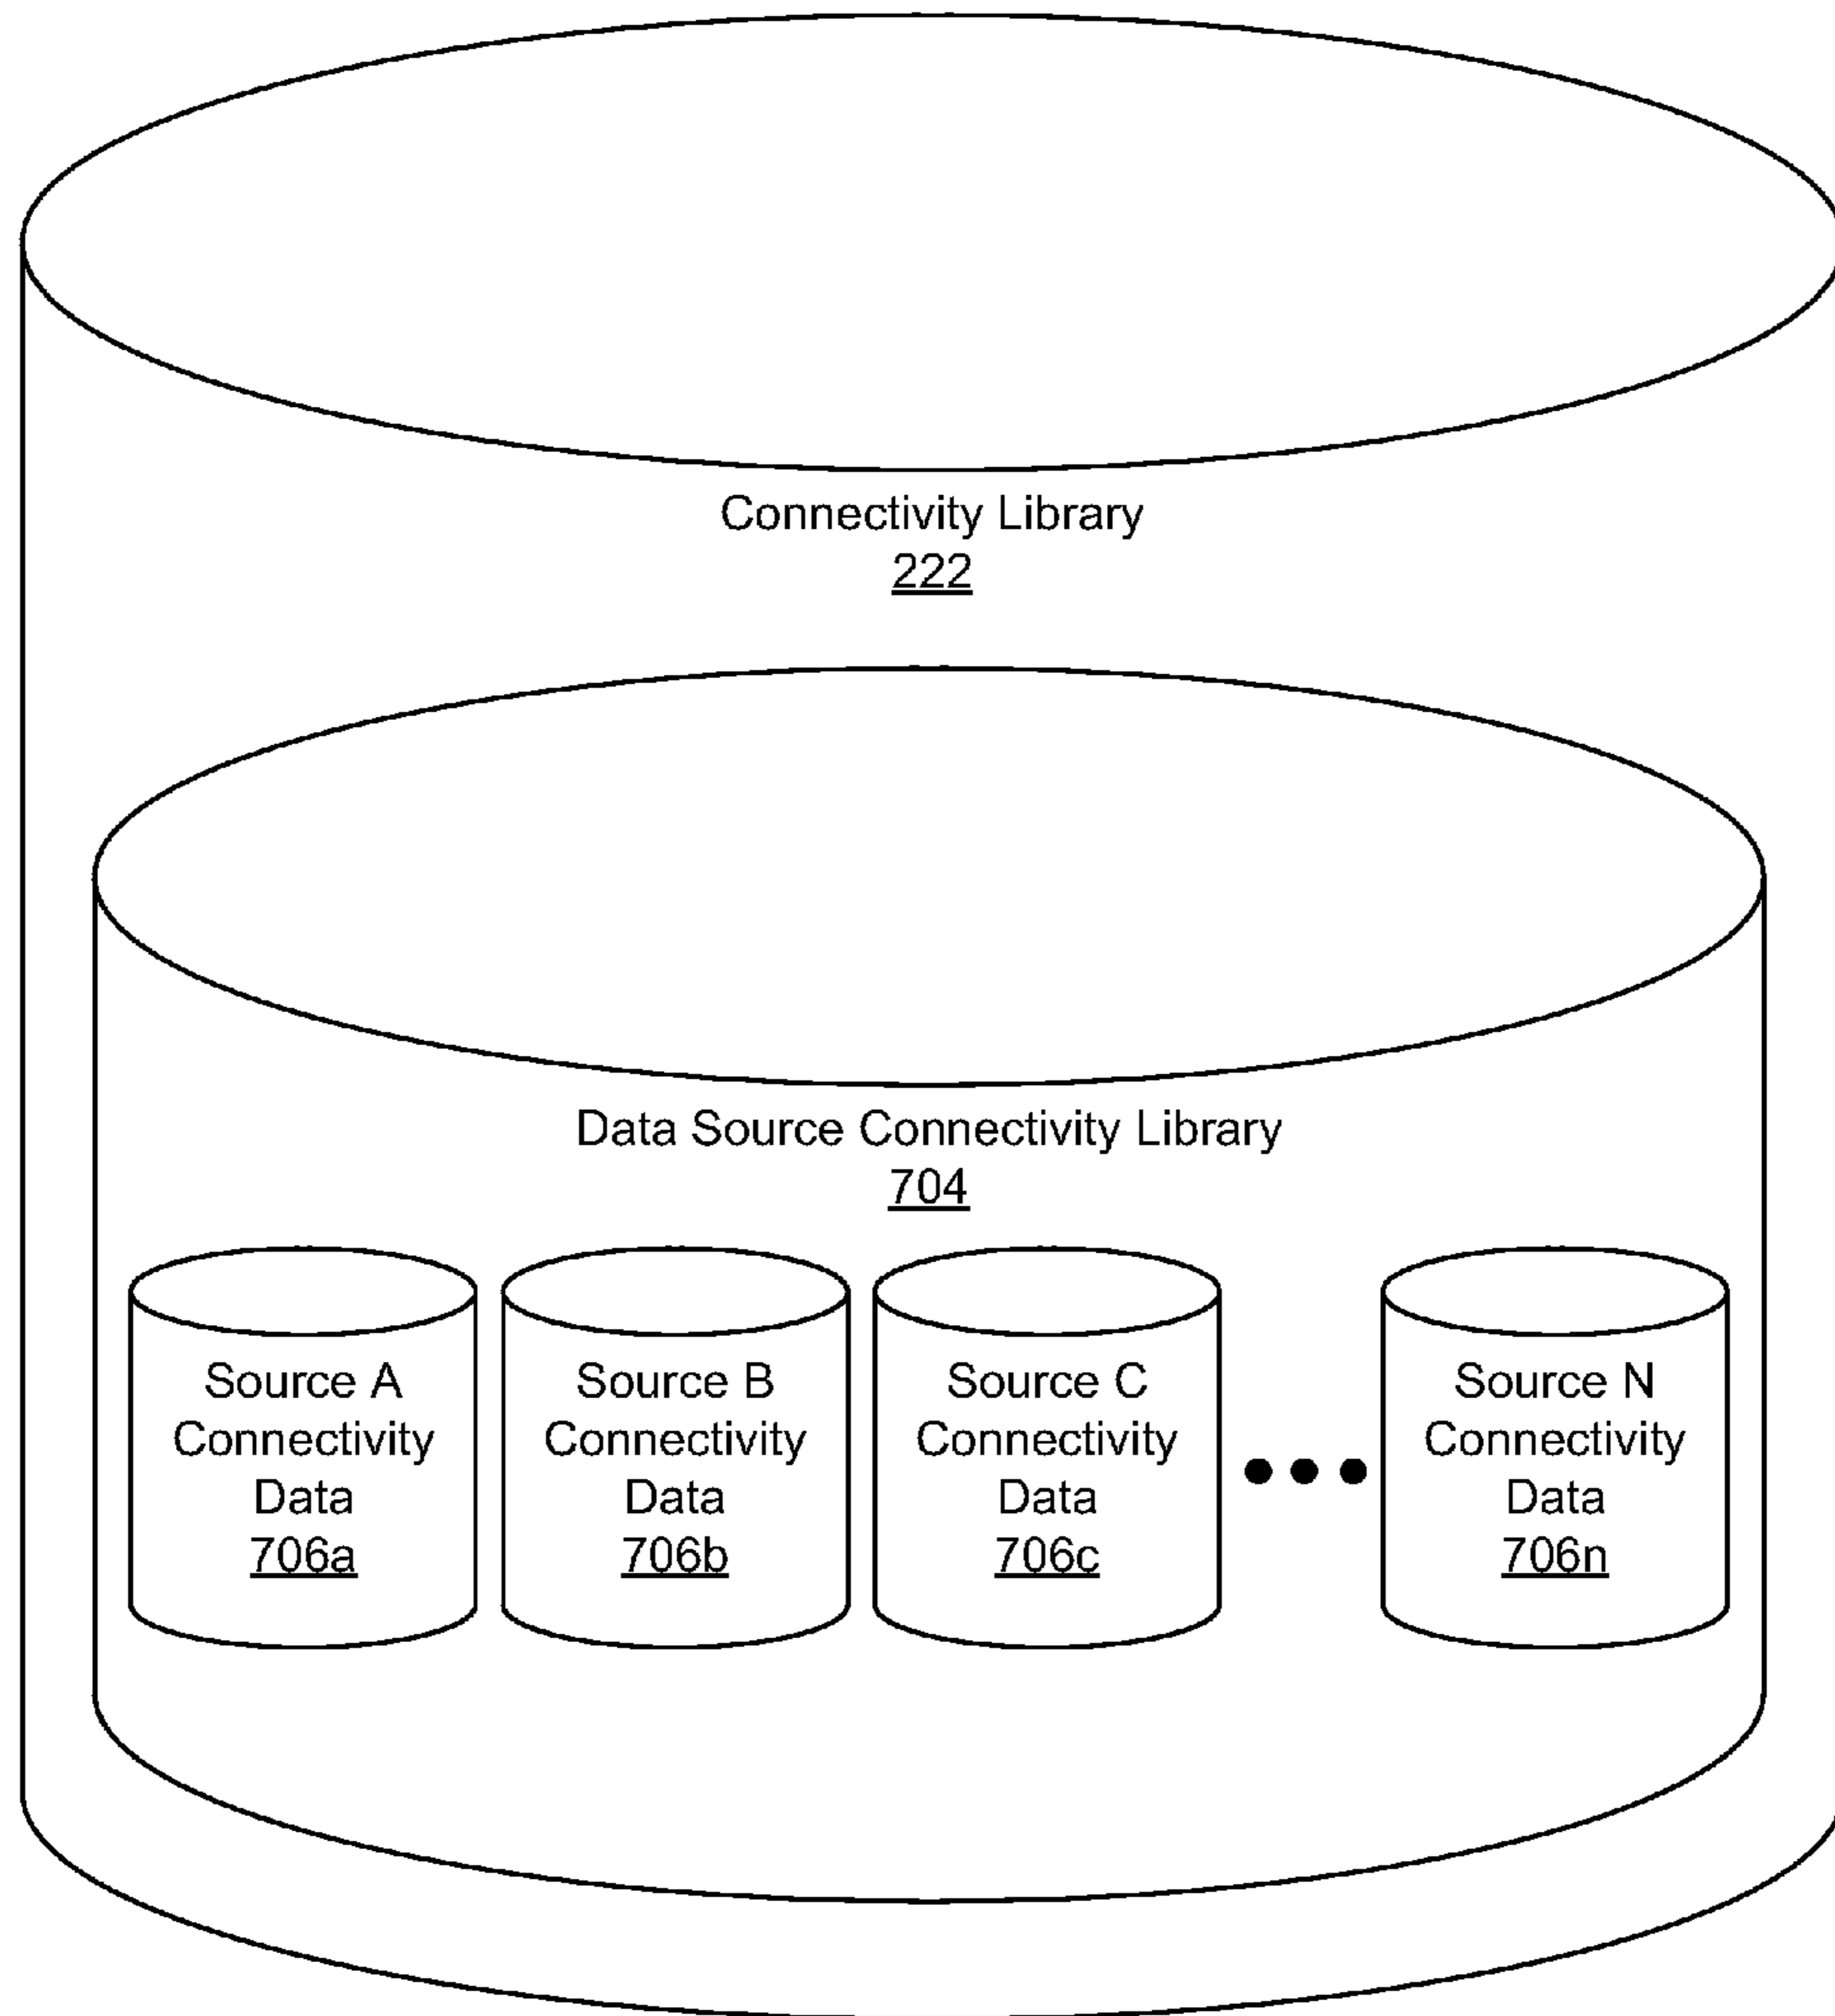 Connectivity Library
222
Data Source Connectivity Library
704
Source A
Connectivity
Data
706a
Source B
Connectivity
Data
706b
Source C
Connectivity
Data
706c
Source N
Connectivity
Data
706n